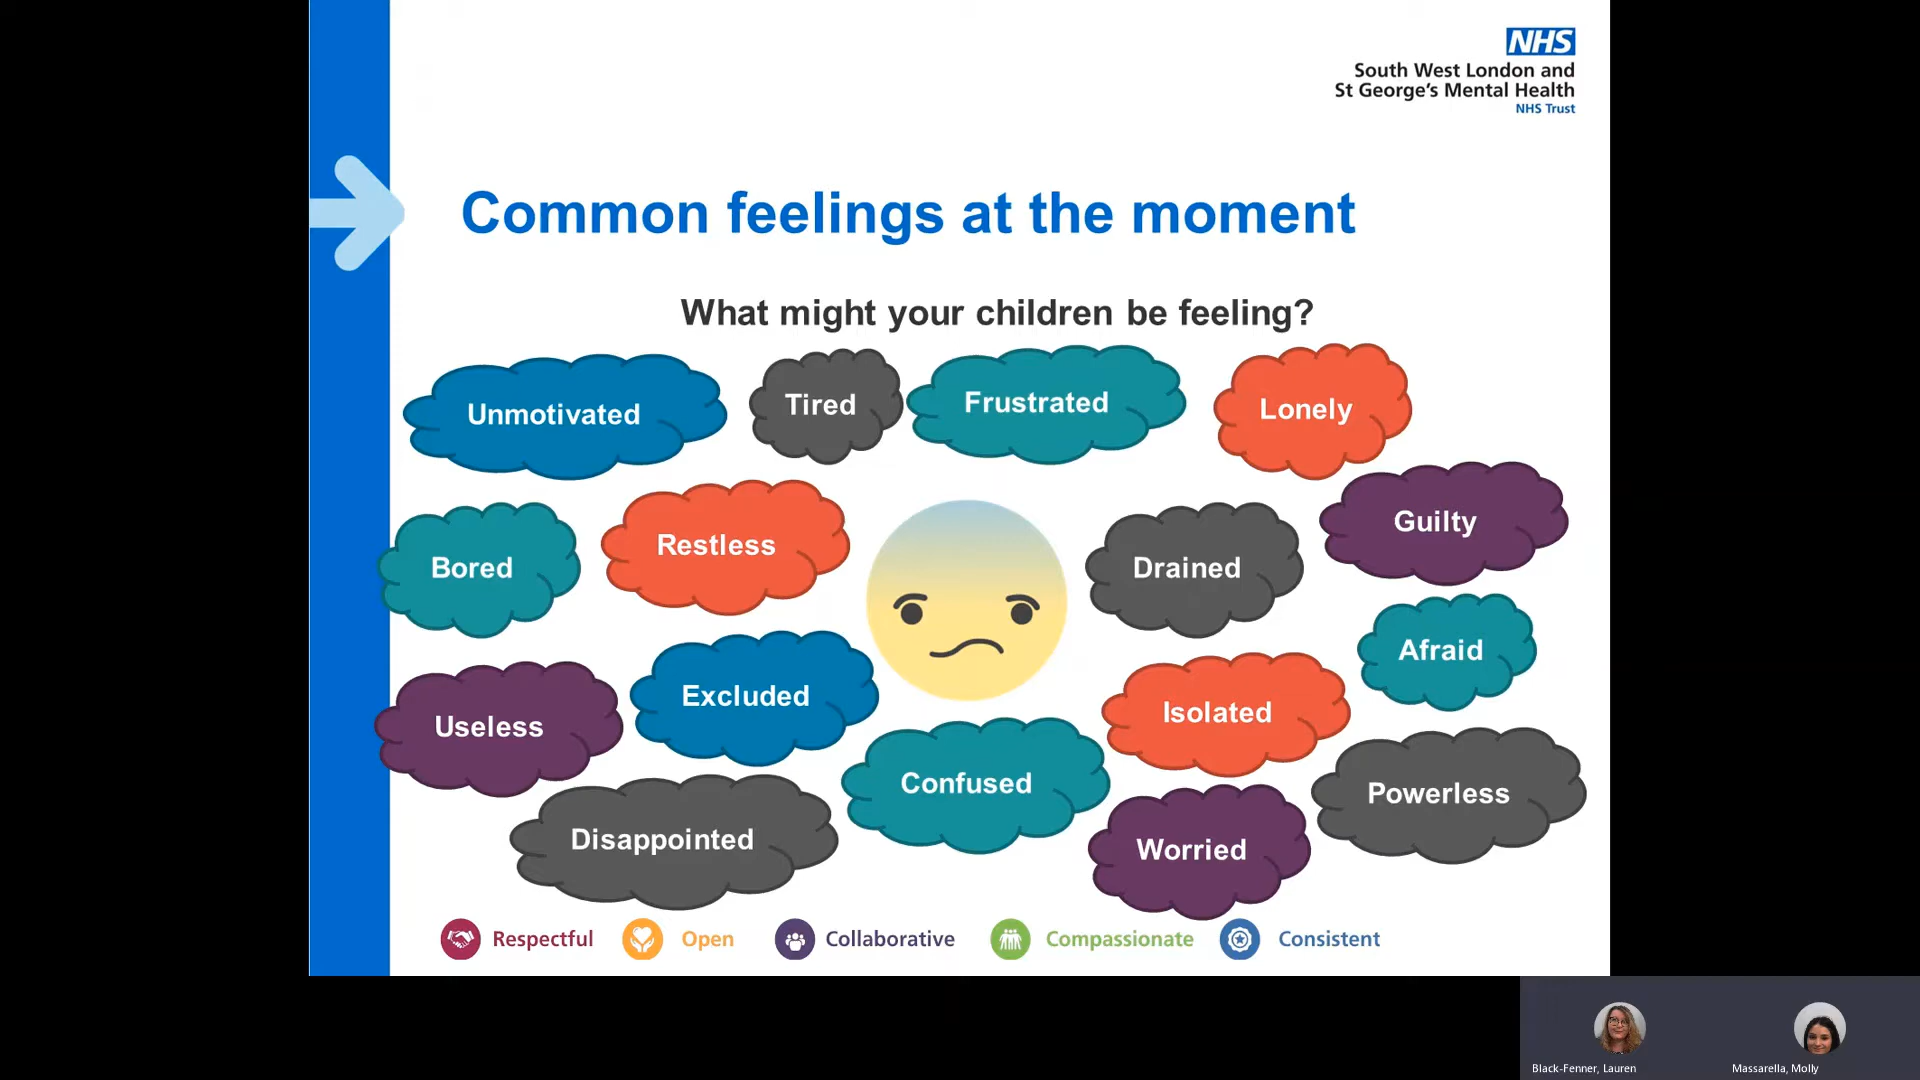 NHS
South West London and
St George's Mental Health
NHS Trust
Common feelings at the moment
What might your children be feeling?
Unmotivated
Tired
Frustrated
Lonely
Bored
Restless
Drained
Guilty
Useless
Excluded
Isolated
Afraid
Disappointed
Confused
Worried
Powerless
Respectful
Open
Collaborative
Compassionate
Consistent
Black-Fenner, Lauren
Massarella, Molly